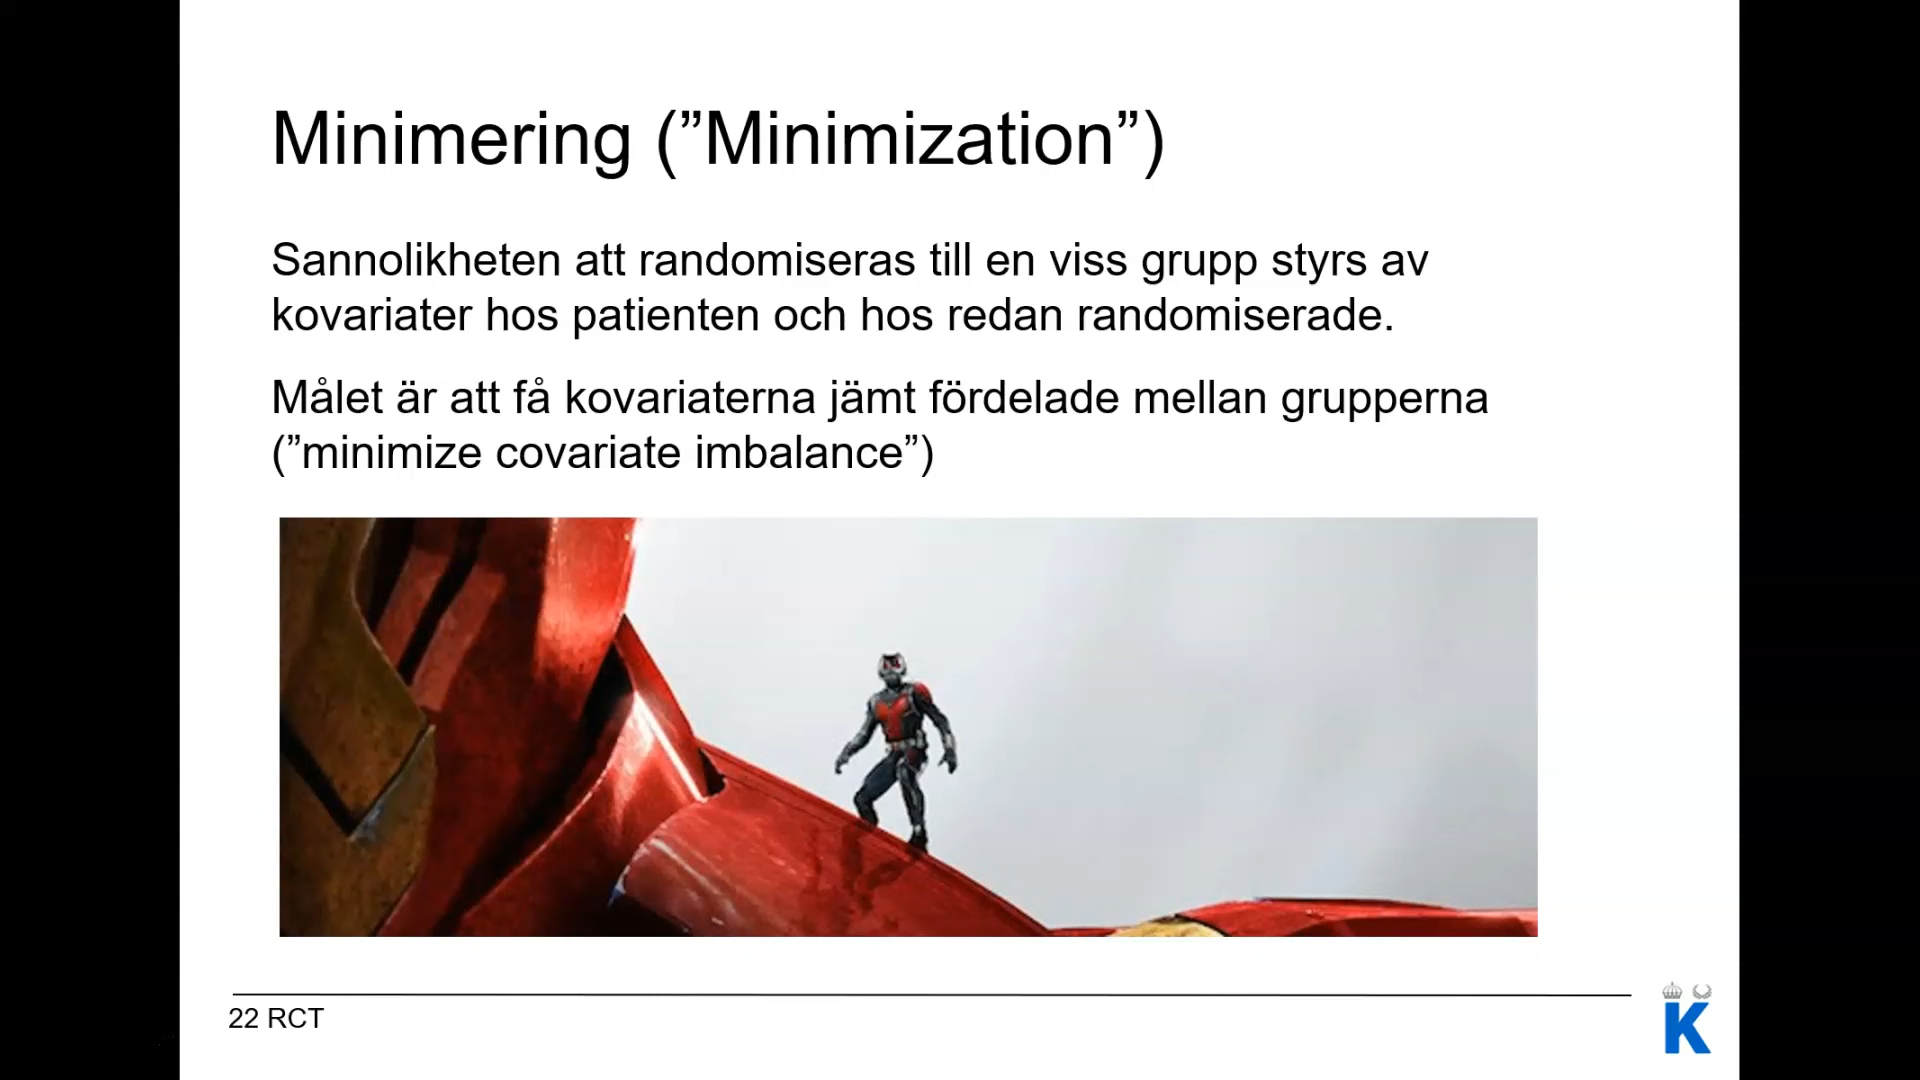 Minimering (”Minimization”)
Sannolikheten att randomiseras till en viss grupp styrs av
kovariater hos patienten och hos redan randomiserade.
Målet är att få kovariaterna jämt fördelade mellan grupperna
(”minimize covariate imbalance”)
22 RCT
K